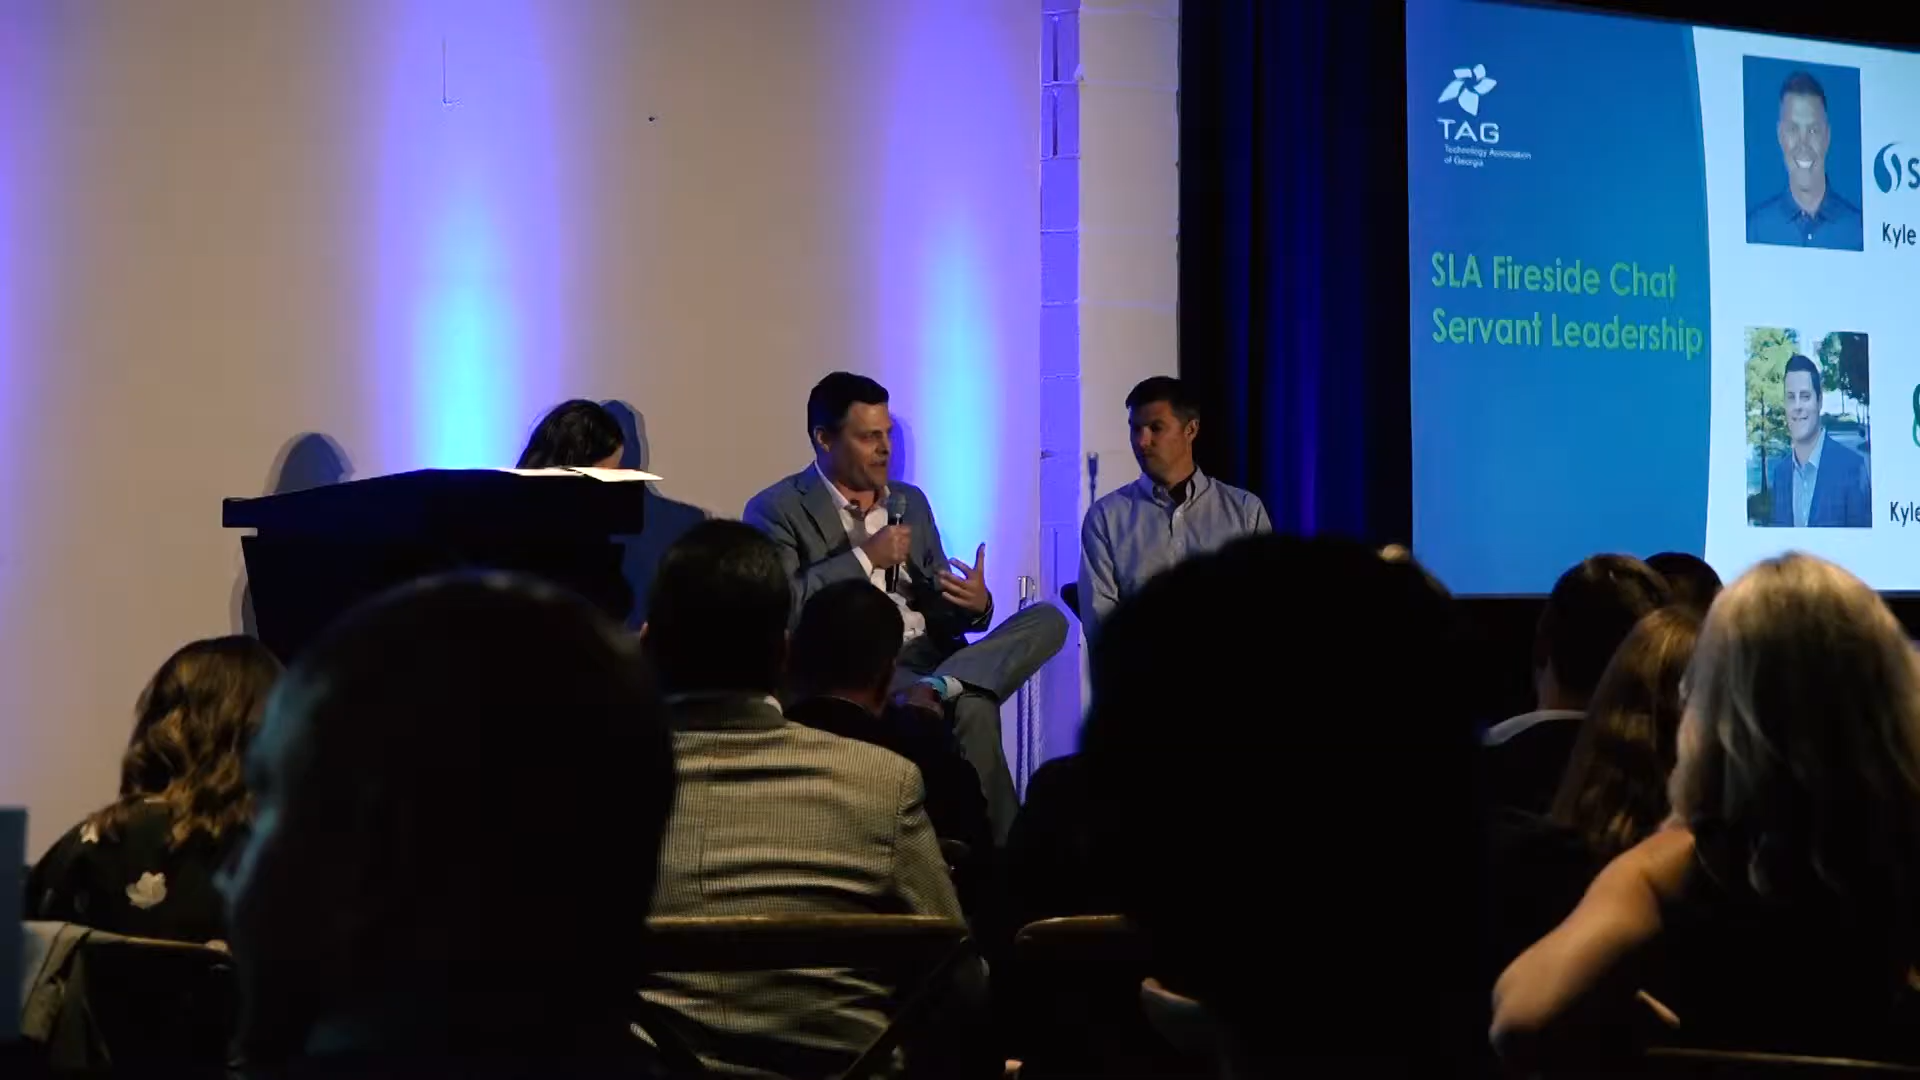 TAG
Technology Association
of Georgia
SLA Fireside Chat
Servant Leadership
S
Kyle
Kyle